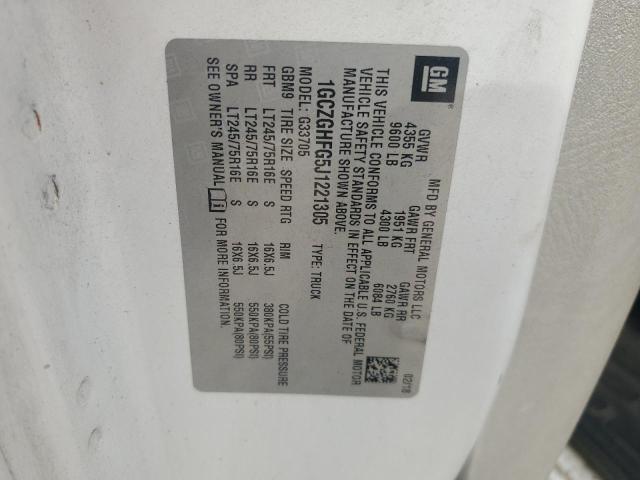 GM ®
MFD BY GENERAL MOTORS LLC 02/18
GVWR GAWR FRT GAWR RR
4355 KG 1951 KG 2760 KG
9600 LB 4300 LB 6084 LB
THIS VEHICLE CONFORMS TO ALL APPLICABLE U.S. FEDERAL MOTOR
VEHICLE SAFETY STANDARDS IN EFFECT ON THE DATE OF
MANUFACTURE SHOWN ABOVE.
1GCZGHFG5J1221305 TYPE: TRUCK
G33705
GBM9 TIRE SIZE SPEED RTG RIM COLD TIRE PRESSURE
FRT LT245/75R16E S 16X6.5J 380KPA(55PSI)
RR LT245/75R16E S 16X6.5J 550KPA(80PSI)
SPA LT245/75R16E S 16X6.5J 550KPA(80PSI)
SEE OWNER'S MANUAL FOR MORE INFORMATION.